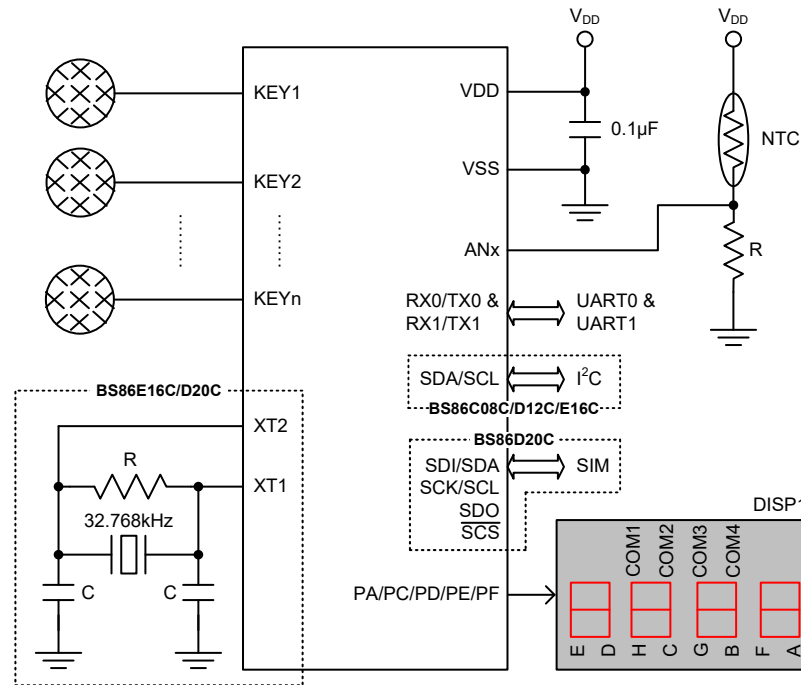 V_DD
V_DD
KEY1
VDD
0.1µF
NTC
VSS
KEY2
ANx
R
KEYn
RX0/TX0 &
RX1/TX1
UART0 &
UART1
SDA/SCL
I²C
BS86C08C/D12C/E16C
BS86E16C/D20C
XT2
BS86D20C
R
XT1
SDI/SDA
SIM
SCK/SCL
SDO
SCS
32.768kHz
C
C
PA/PC/PD/PE/PF
DISP1
COM1
COM2
COM3
COM4
E
D
H
C
G
B
F
A